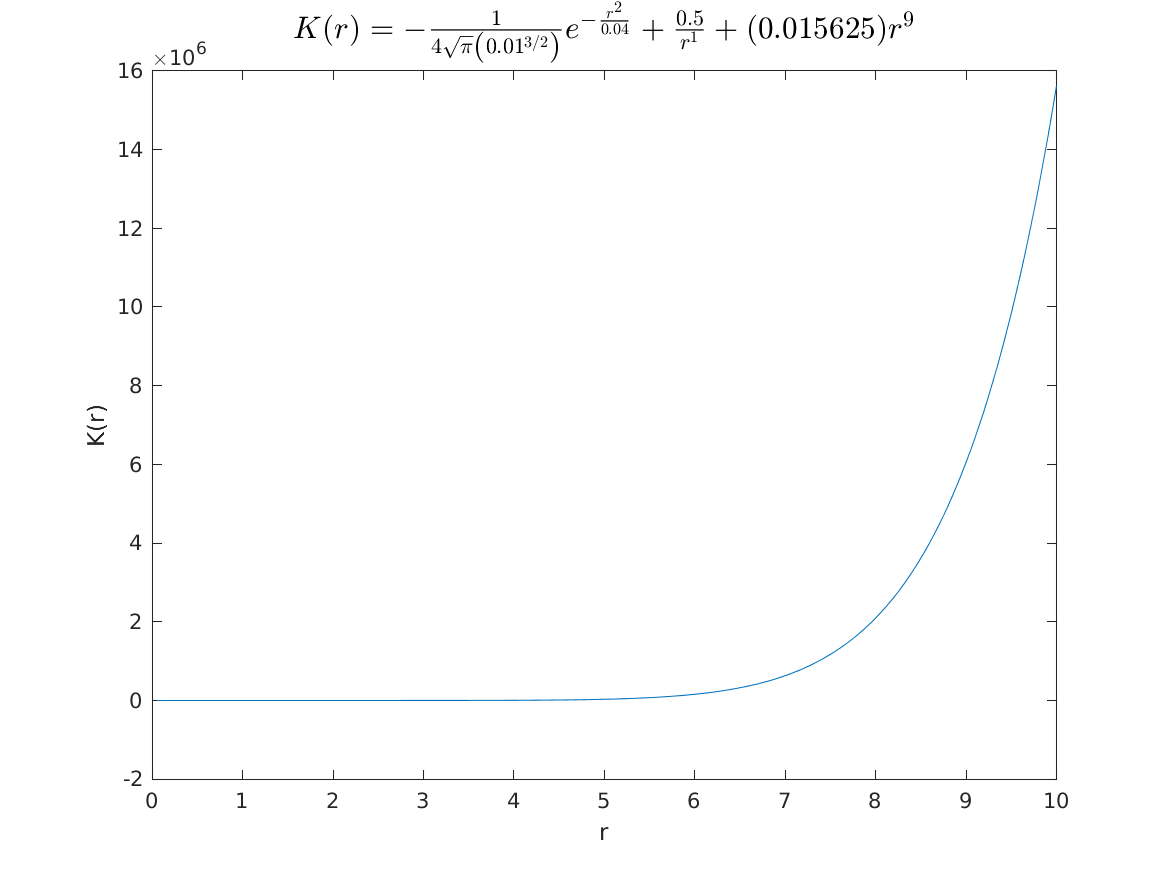 K(r) = −\frac{1}{4\sqrt{π}(0.01^{3/2})}e^{−\frac{r^2}{0.04}} + \frac{0.5}{r^1} + (0.015625)r^9
×10^6
16
14
12
10
8
6
4
2
0
-2
K(r)
0 1 2 3 4 5 6 7 8 9 10
r